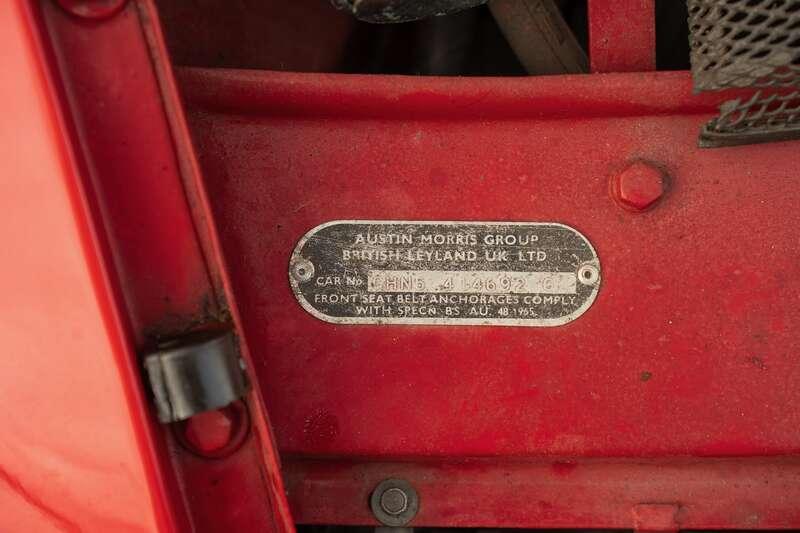 AUSTIN MORRIS GROUP
BRITISH LEYLAND UK LTD
CAR No. GHN5 414692 G
FRONT SEAT BELT ANCHORAGES COMPLY
WITH SPECN. BS AU. 48 1965